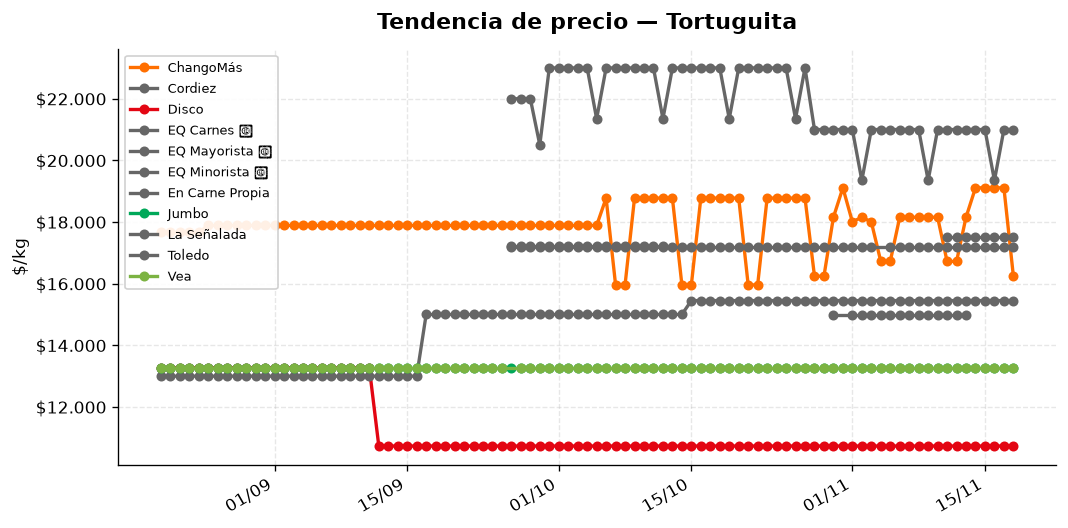 Tendencia de precio — Tortuguita
ChangoMás
Cordiez
Disco
EQ Carnes
EQ Mayorista
EQ Minorista
En Carne Propia
Jumbo
La Señalada
Toledo
Vea
$/kg
$22.000
$20.000
$18.000
$16.000
$14.000
$12.000
01/09
15/09
01/10
15/10
01/11
15/11